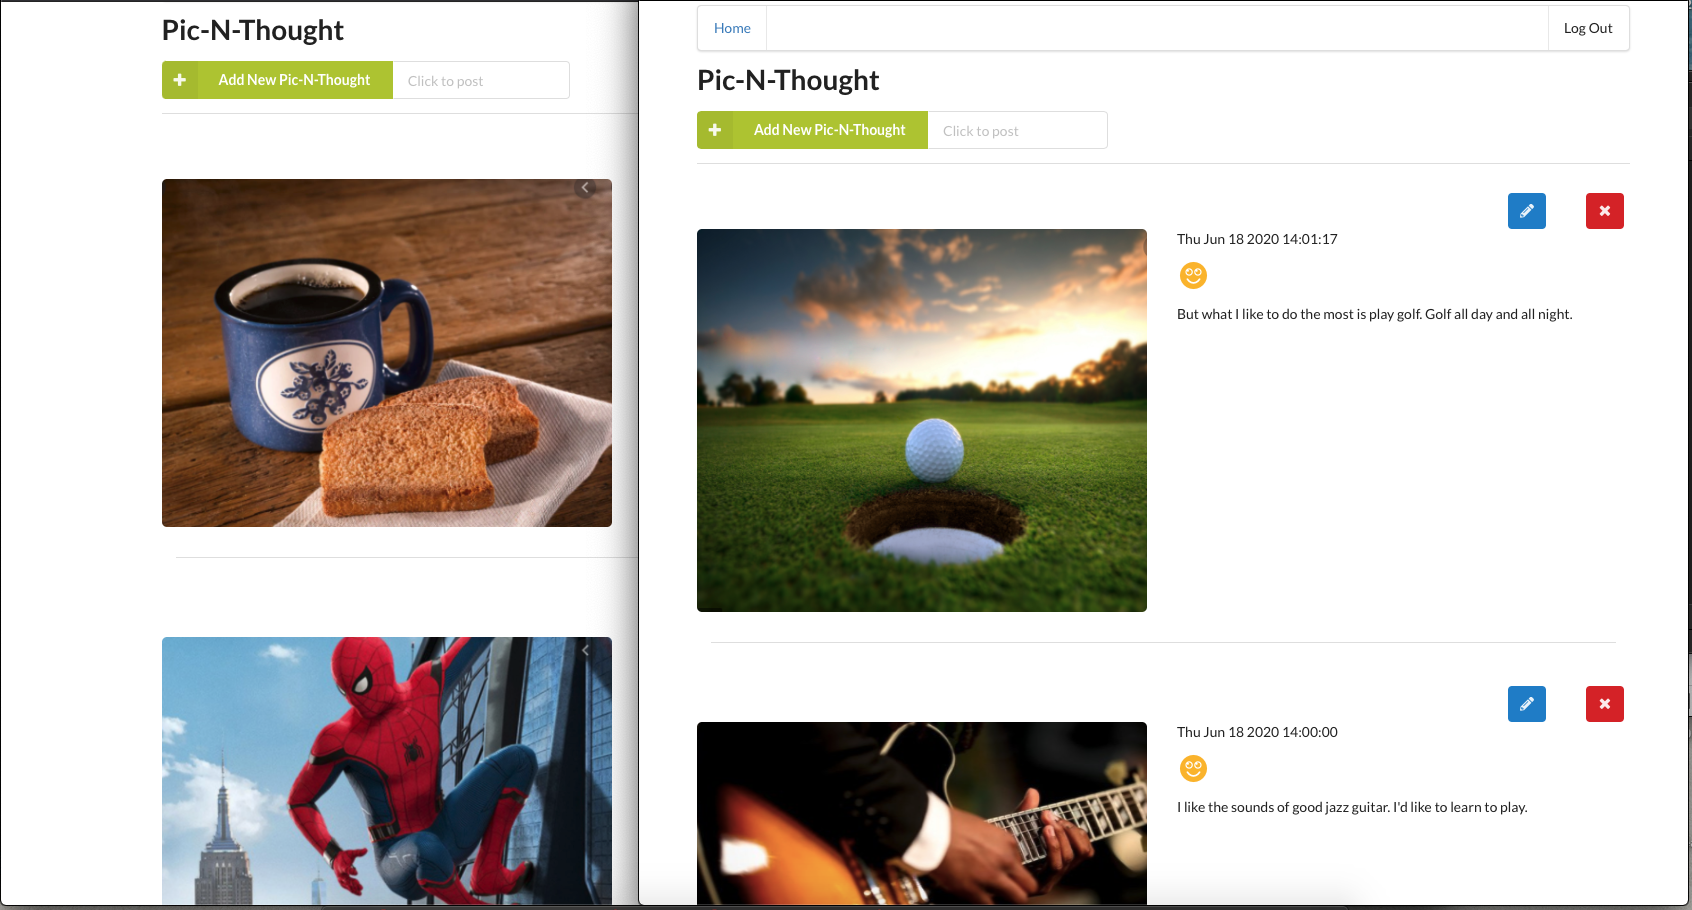 Pic-N-Thought
Add New Pic-N-Thought Click to post
Home Log Out
Pic-N-Thought
Add New Pic-N-Thought Click to post
Thu Jun 18 2020 14:01:17
But what I like to do the most is play golf. Golf all day and all night.
Thu Jun 18 2020 14:00:00
I like the sounds of good jazz guitar. I'd like to learn to play.